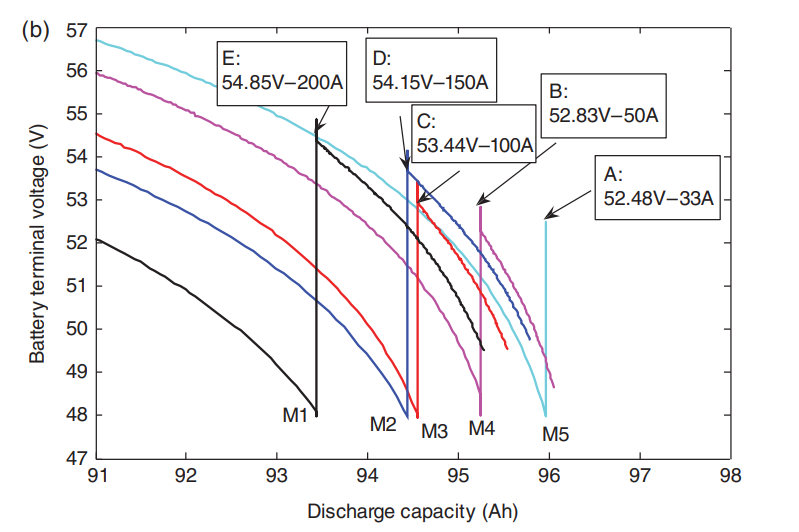 (b)
57
56
55
54
53
52
51
50
49
48
47
Battery terminal voltage (V)
E:
54.85V–200A
D:
54.15V–150A
C:
53.44V–100A
B:
52.83V–50A
A:
52.48V–33A
M1
M2
M3
M4
M5
91
92
93
94
95
96
97
98
Discharge capacity (Ah)